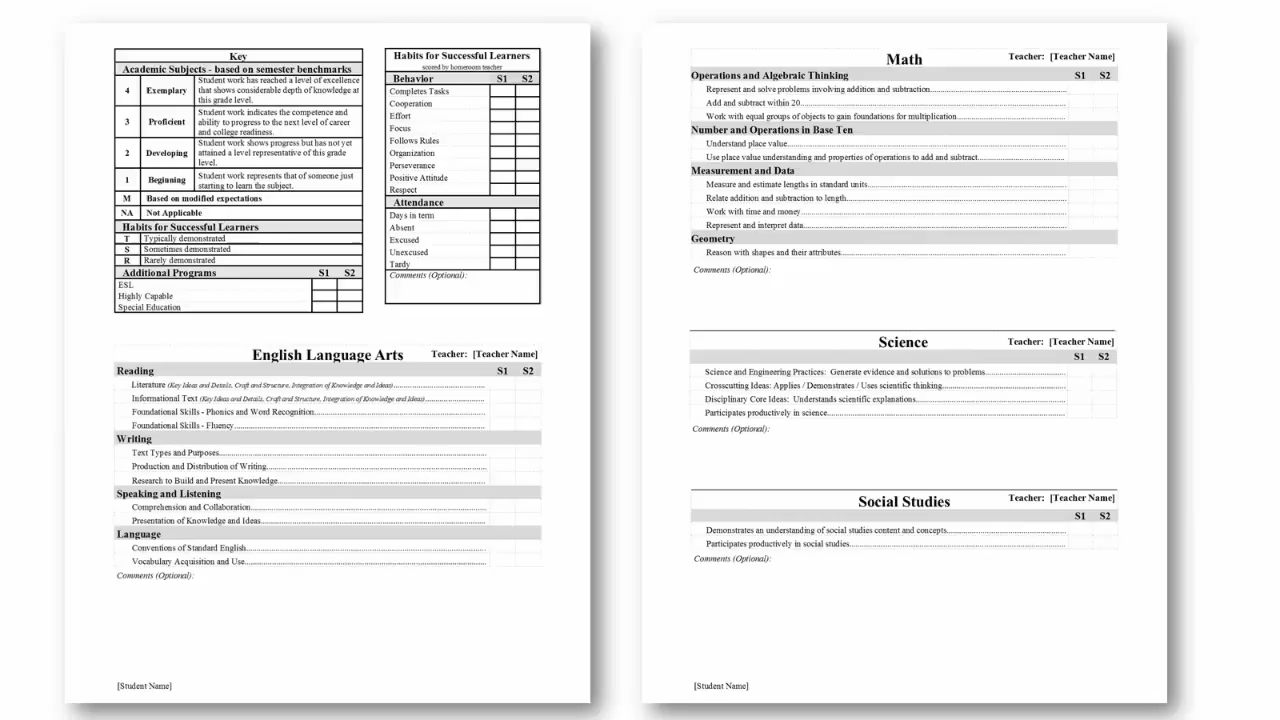 Key
Academic Subjects - based on semester benchmarks
4 Exemplary Student work has reached a level of excellence
that shows considerable depth of knowledge at
this grade level.
3 Proficient Student work indicates the competence and
ability to progress to the next level of career
and college readiness.
2 Developing Student work shows progress but has not yet
attained a level representative of this grade
level.
1 Beginning Student work represents that of someone just
starting to learn the subject.
M Based on modified expectations
NA Not Applicable
Habits for Successful Learners
T Typically demonstrated
S Sometimes demonstrated
R Rarely demonstrated
Additional Programs S1 S2
ESL
Highly Capable
Special Education
Habits for Successful Learners
scored by homeroom teacher
Behavior S1 S2
Completes Tasks
Cooperation
Effort
Focus
Follows Rules
Organization
Perseverance
Positive Attitude
Respect
Attendance
Days in term
Absent
Excused
Unexcused
Tardy
Comments (Optional):
English Language Arts Teacher: [Teacher Name]
Reading S1 S2
Literature (Key Ideas and Details, Craft and Structure, Integration of Knowledge and Ideas)
Informational Text (Key Ideas and Details, Craft and Structure, Integration of Knowledge and Ideas)
Foundational Skills - Phonics and Word Recognition
Foundational Skills - Fluency
Writing
Text Types and Purposes
Production and Distribution of Writing
Research to Build and Present Knowledge
Speaking and Listening
Comprehension and Collaboration
Presentation of Knowledge and Ideas
Language
Conventions of Standard English
Vocabulary Acquisition and Use
Comments (Optional):
[Student Name]
Math Teacher: [Teacher Name]
Operations and Algebraic Thinking S1 S2
Represent and solve problems involving addition and subtraction
Add and subtract within 20
Work with equal groups of objects to gain foundations for multiplication
Number and Operations in Base Ten
Understand place value
Use place value understanding and properties of operations to add and subtract
Measurement and Data
Measure and estimate lengths in standard units
Relate addition and subtraction to length
Work with time and money
Represent and interpret data
Geometry
Reason with shapes and their attributes
Comments (Optional):
Science Teacher: [Teacher Name]
S1 S2
Science and Engineering Practices: Generate evidence and solutions to problems
Crosscutting Ideas: Applies / Demonstrates / Uses scientific thinking
Disciplinary Core Ideas: Understands scientific explanations
Participates productively in science
Comments (Optional):
Social Studies Teacher: [Teacher Name]
S1 S2
Demonstrates an understanding of social studies content and concepts
Participates productively in social studies
Comments (Optional):
[Student Name]